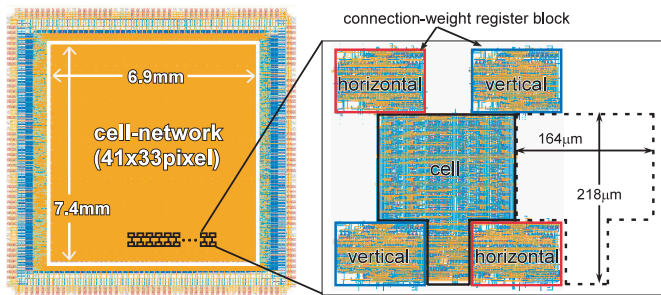 connection-weight register block
6.9mm
cell-network
(41x33pixel)
7.4mm
horizontal
vertical
cell
164μm
218μm
vertical
horizontal